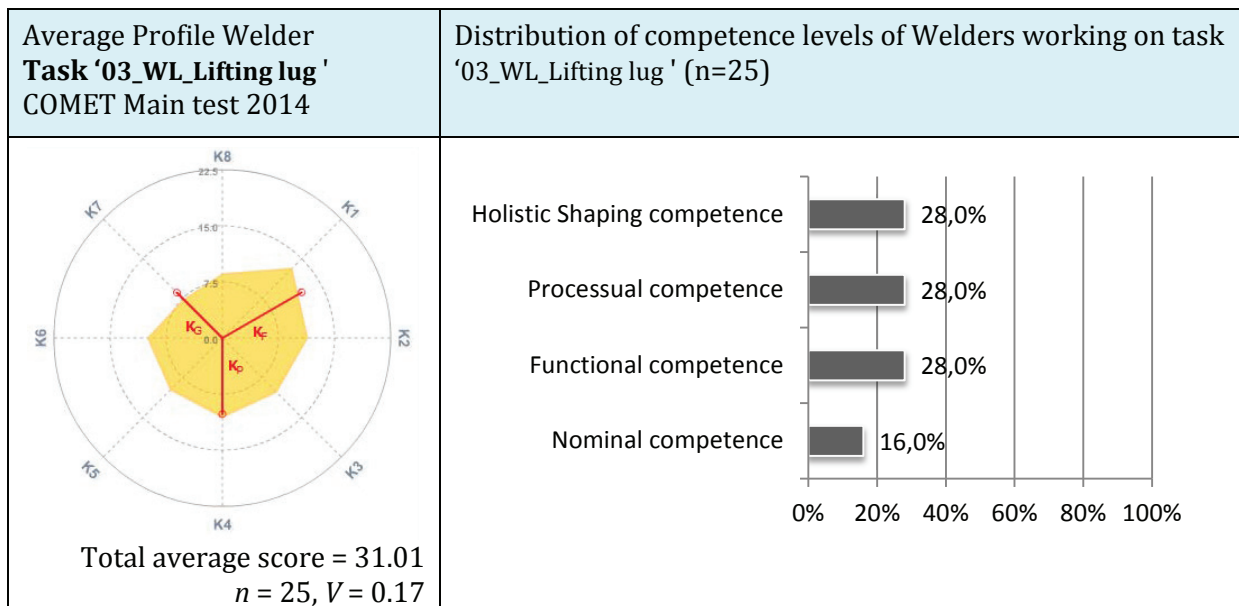 Average Profile Welder
Task ‘03_WL_Lifting lug '
COMET Main test 2014
Distribution of competence levels of Welders working on task
‘03_WL_Lifting lug ' (n=25)
K8
22.5
K7
K1
15.0
7.5
K6
K_G
K_F
0.0
K2
K_P
K5
K3
K4
Total average score = 31.01
n = 25, V = 0.17
Holistic Shaping competence
28,0%
Processual competence
28,0%
Functional competence
28,0%
Nominal competence
16,0%
0% 20% 40% 60% 80% 100%